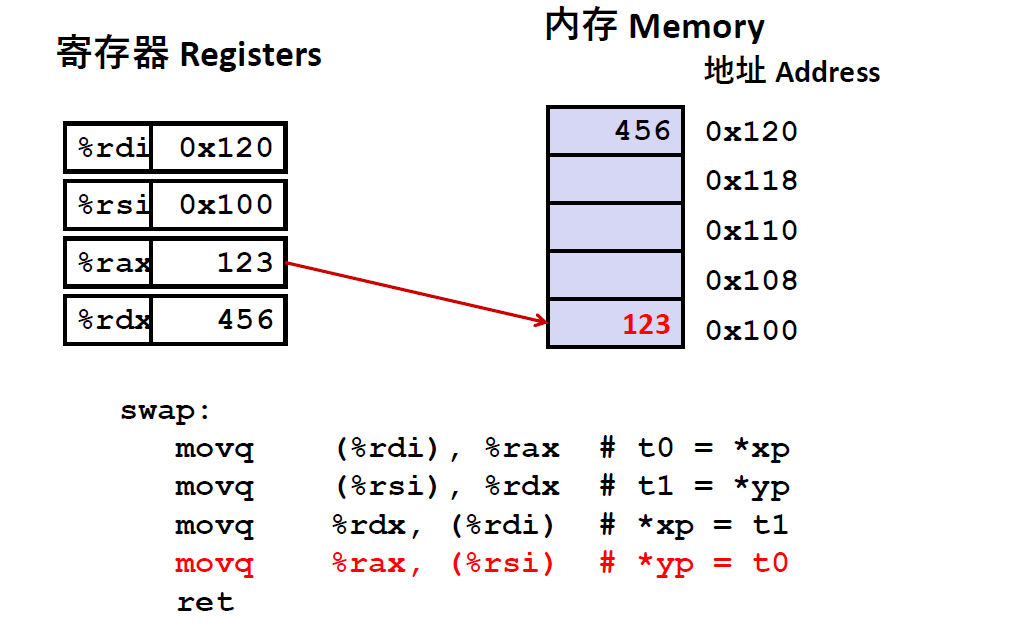 寄存器 Registers
内存 Memory
地址 Address
%rdi 0x120
%rsi 0x100
%rax 123
%rdx 456
456 0x120
0x118
0x110
0x108
123 0x100
swap:
movq (%rdi), %rax # t0 = *xp
movq (%rsi), %rdx # t1 = *yp
movq %rdx, (%rdi) # *xp = t1
movq %rax, (%rsi) # *yp = t0
ret